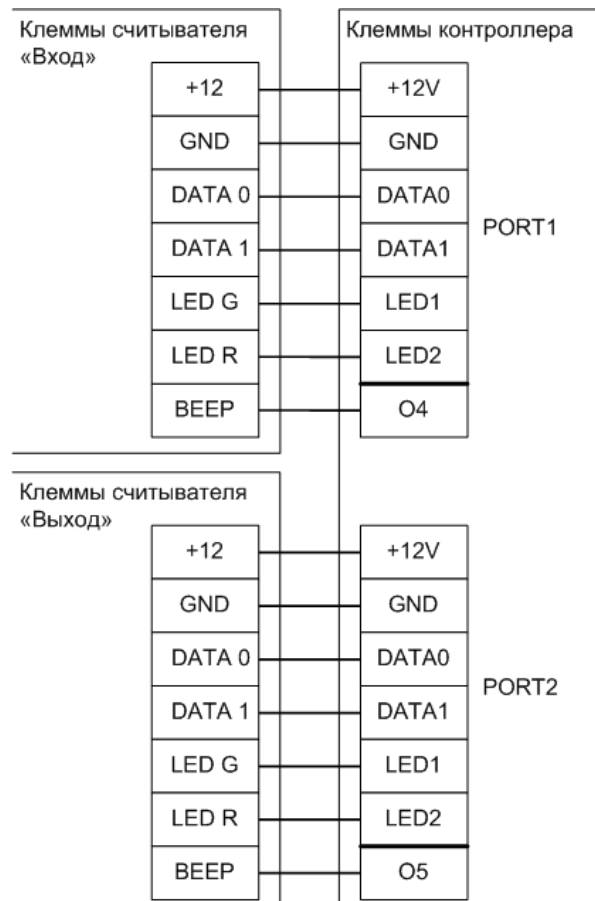 Клеммы считывателя
«Вход»
Клеммы контроллера
+12
+12V
GND
GND
DATA 0
DATA0
DATA 1
DATA1
PORT1
LED G
LED1
LED R
LED2
BEEP
O4
Клеммы считывателя
«Выход»
+12
+12V
GND
GND
DATA 0
DATA0
DATA 1
DATA1
PORT2
LED G
LED1
LED R
LED2
BEEP
O5